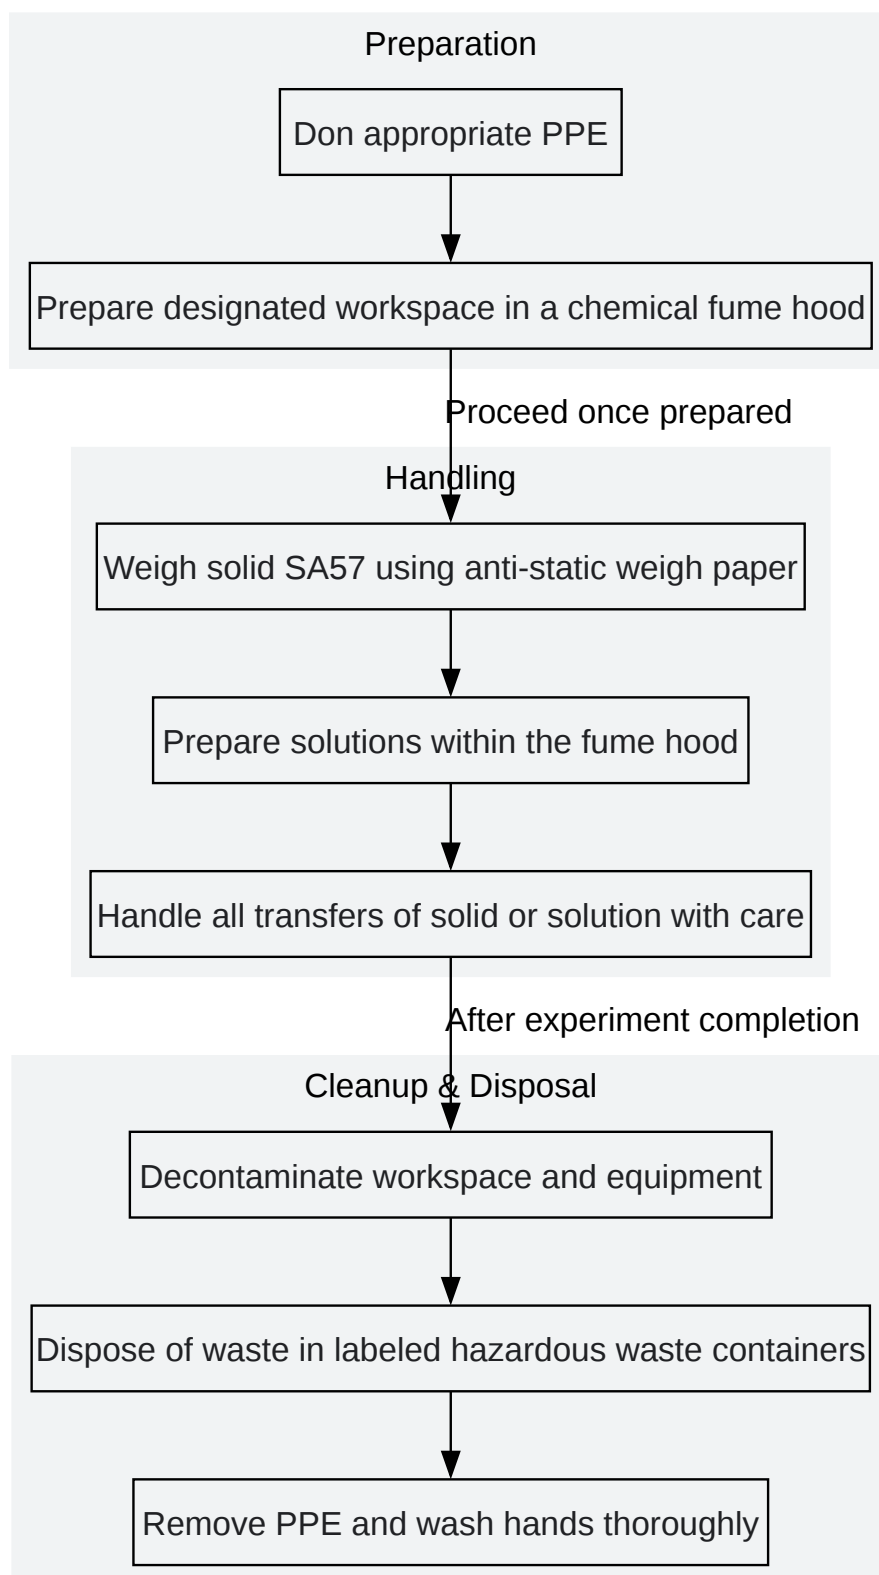 Preparation
Don appropriate PPE
Prepare designated workspace in a chemical fume hood
Proceed once prepared
Handling
Weigh solid SA57 using anti-static weigh paper
Prepare solutions within the fume hood
Handle all transfers of solid or solution with care
After experiment completion
Cleanup & Disposal
Decontaminate workspace and equipment
Dispose of waste in labeled hazardous waste containers
Remove PPE and wash hands thoroughly